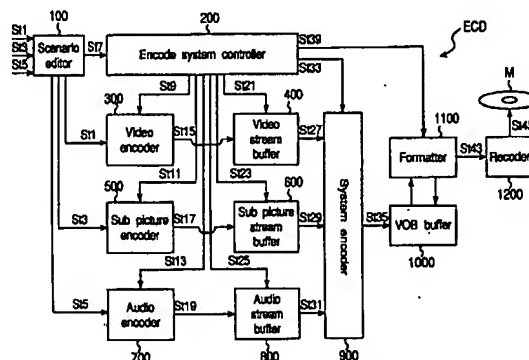 100
200
St1
St3
St5
Scenario
editor
St7
Encode system controller
St39
St33
ECD
St9
St21
300
400
St1
Video
encoder
St15
Video
stream
buffer
St27
St11
St23
500
600
St3
Sub picture
encoder
St17
Sub picture
stream
buffer
St29
St13
St25
St5
Audio
encoder
St19
Audio
stream
buffer
St31
700
800
System encoder
900
St35
1100
Formatter
St43
VOB buffer
1000
M
Recoder
1200